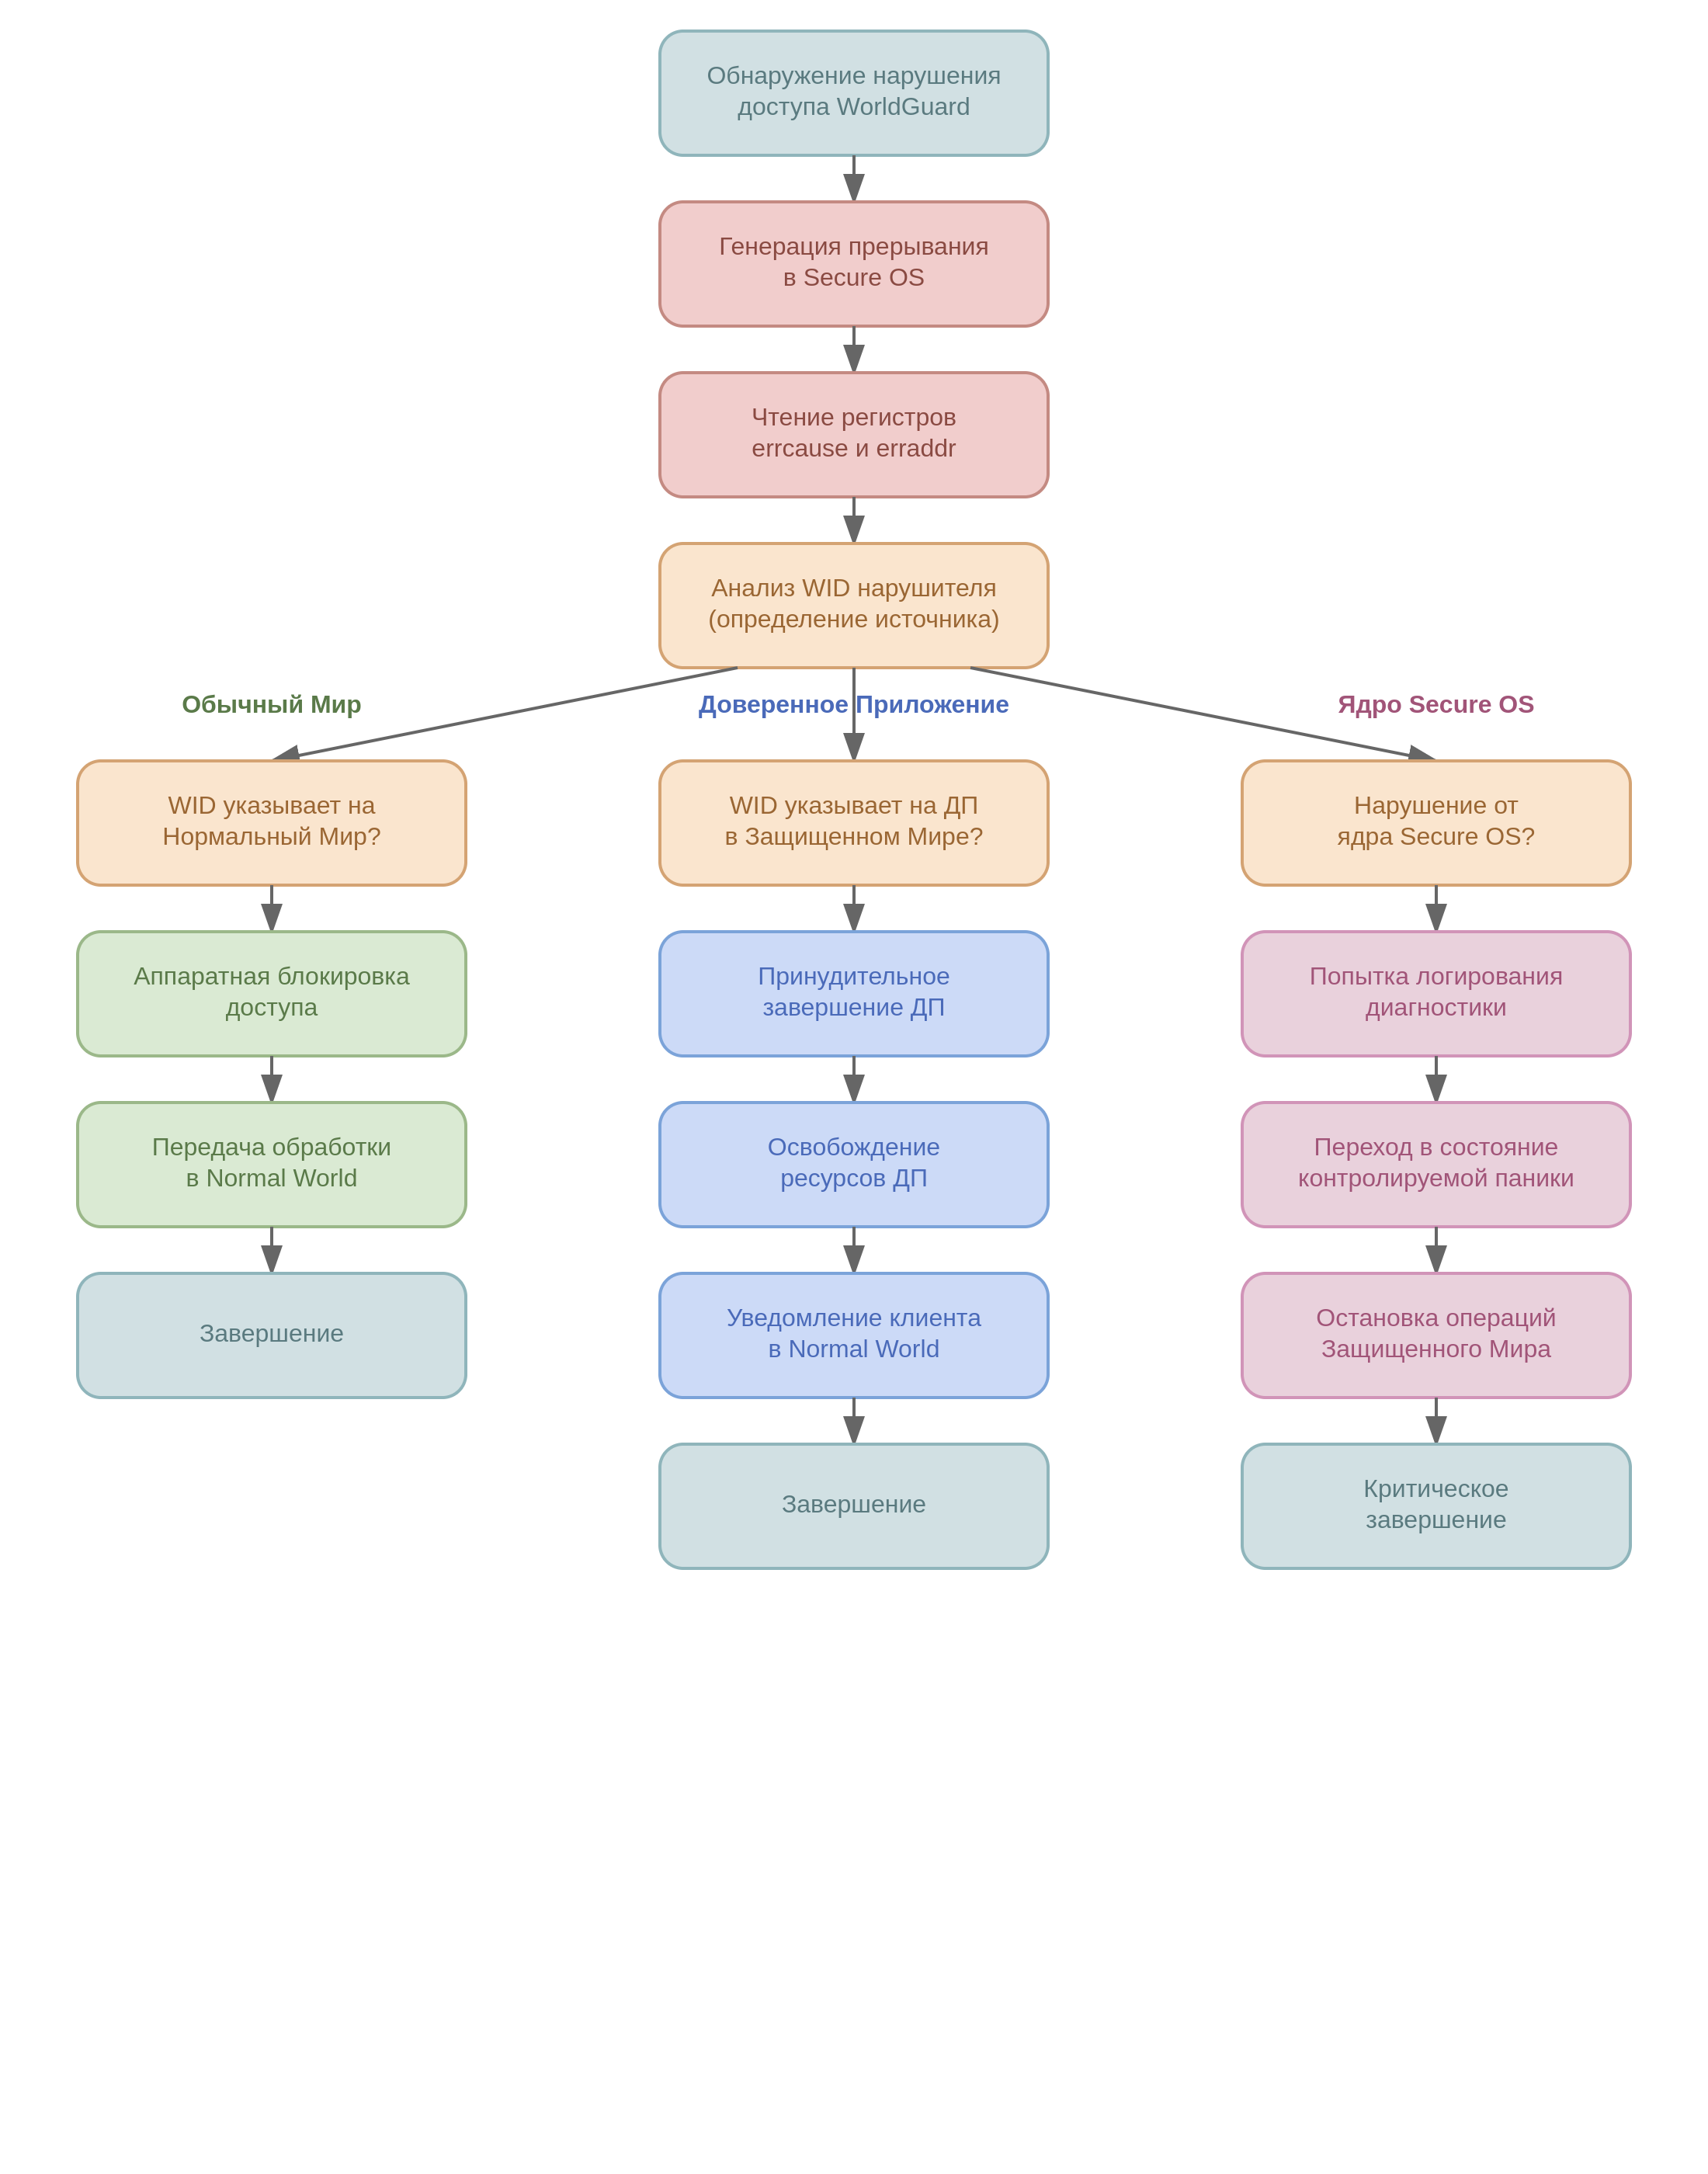 Обнаружение нарушения
доступа WorldGuard
Генерация прерывания
в Secure OS
Чтение регистров
errcause и erraddr
Анализ WID нарушителя
(определение источника)
Обычный Мир
Доверенное Приложение
Ядро Secure OS
WID указывает на
Нормальный Мир?
WID указывает на ДП
в Защищенном Мире?
Нарушение от
ядра Secure OS?
Аппаратная блокировка
доступа
Принудительное
завершение ДП
Попытка логирования
диагностики
Передача обработки
в Normal World
Освобождение
ресурсов ДП
Переход в состояние
контролируемой паники
Завершение
Уведомление клиента
в Normal World
Остановка операций
Защищенного Мира
Завершение
Критическое
завершение